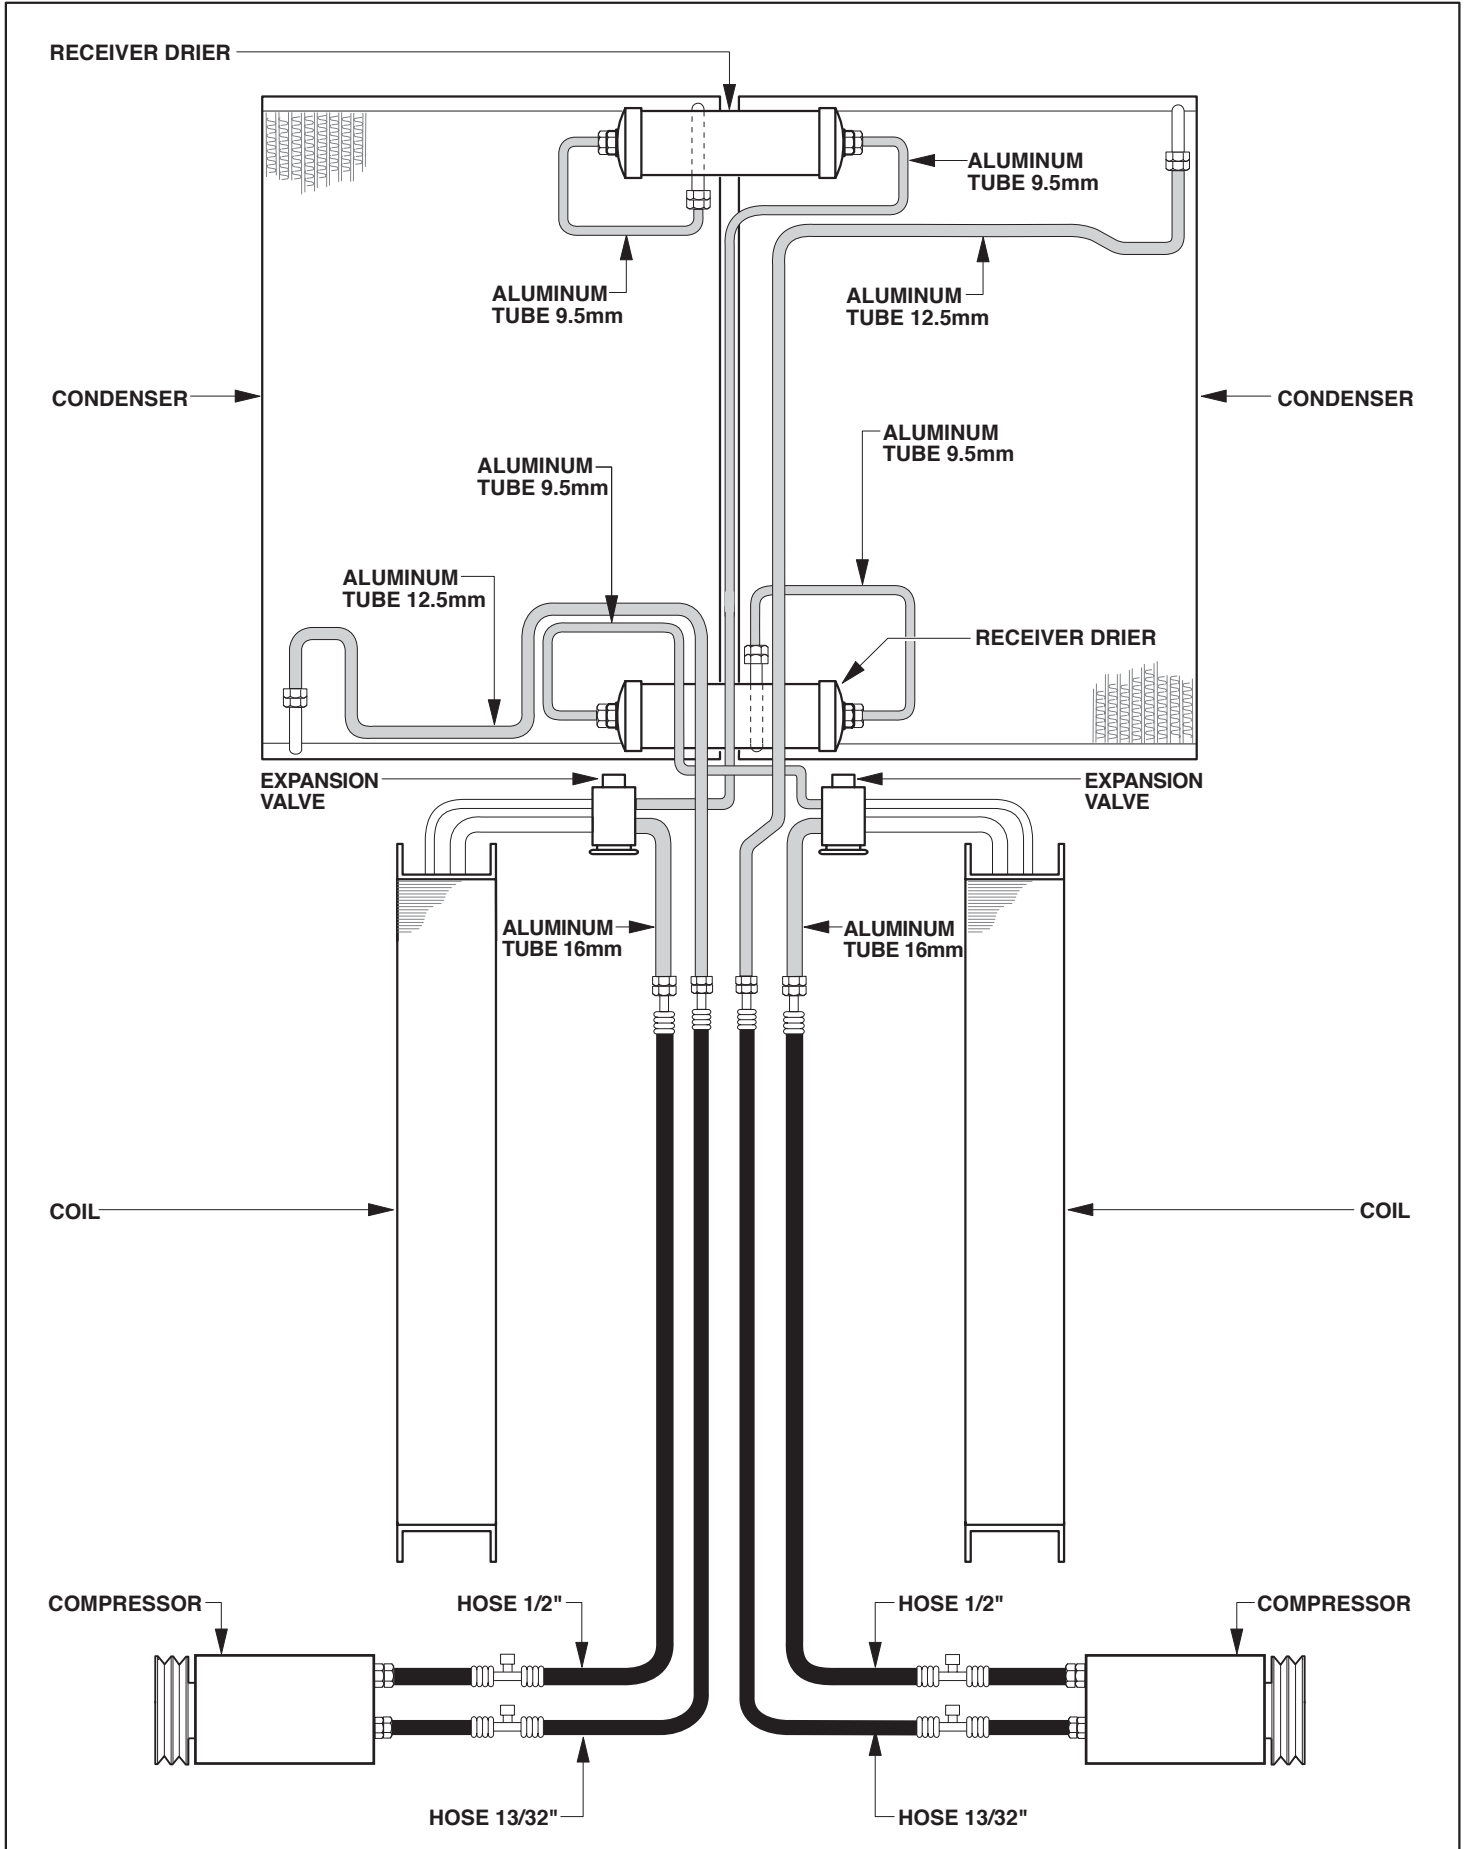 RECEIVER DRIER
ALUMINUM
TUBE 9.5mm
ALUMINUM
TUBE 9.5mm
ALUMINUM
TUBE 12.5mm
CONDENSER
CONDENSER
ALUMINUM
TUBE 9.5mm
ALUMINUM
TUBE 9.5mm
ALUMINUM
TUBE 12.5mm
RECEIVER DRIER
EXPANSION
VALVE
EXPANSION
VALVE
ALUMINUM
TUBE 16mm
ALUMINUM
TUBE 16mm
COIL
COIL
COMPRESSOR
HOSE 1/2"
HOSE 1/2"
COMPRESSOR
HOSE 13/32"
HOSE 13/32"